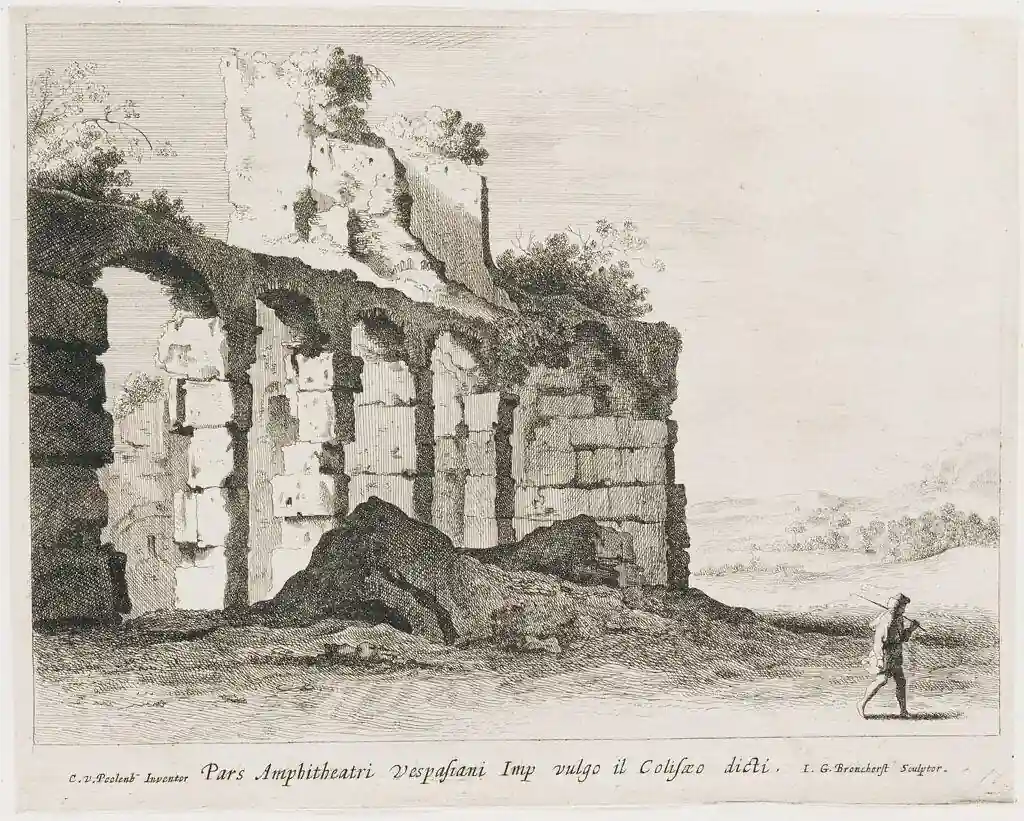 C. v. Poelenb Inventor Pars Amphitheatri Vespaſiani Imp vulgo il Coliſæo dicti. I. G. Bronchorſt Sculptor.